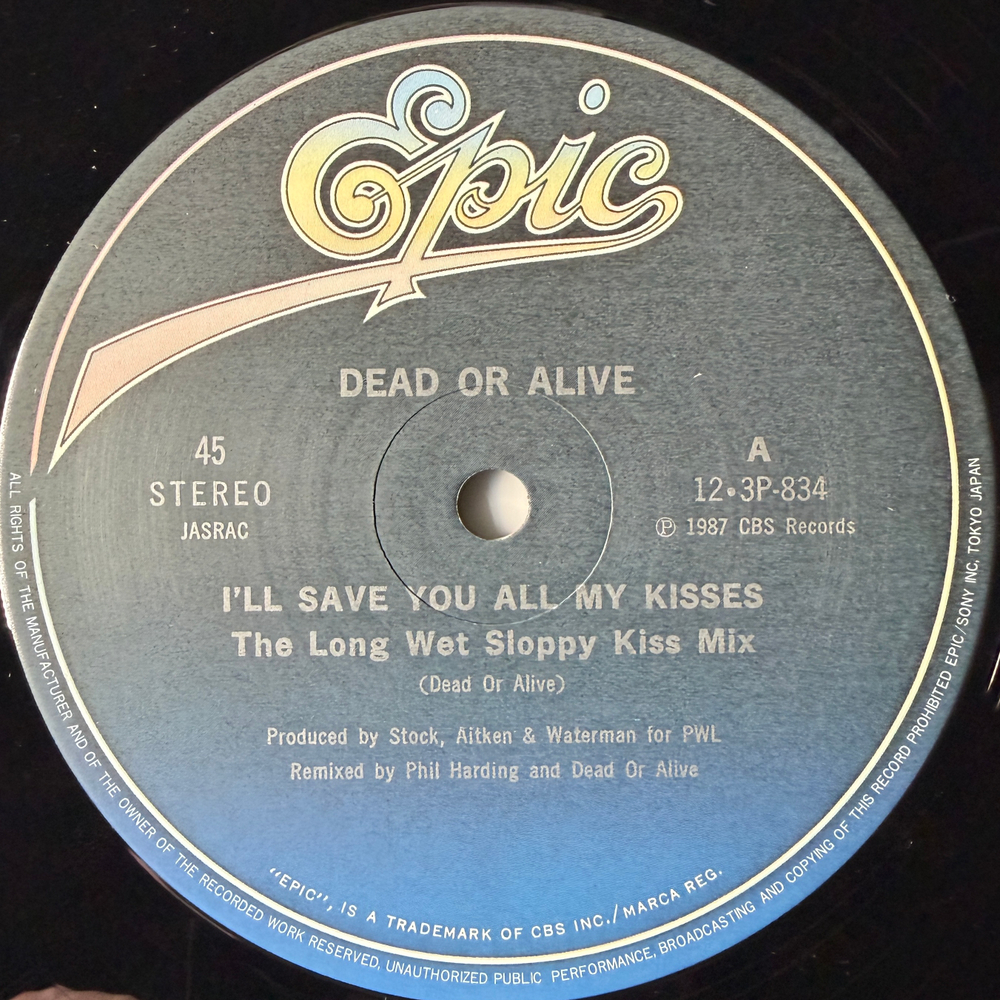 Epic
DEAD OR ALIVE
45
STEREO
JASRAC
A
12・3P-834
Ⓟ 1987 CBS Records
I'LL SAVE YOU ALL MY KISSES
The Long Wet Sloppy Kiss Mix
(Dead Or Alive)
Produced by Stock, Aitken & Waterman for PWL
Remixed by Phil Harding and Dead Or Alive
"EPIC", IS A TRADEMARK OF CBS INC./MARCA REG.
ALL RIGHTS OF THE MANUFACTURER AND OF THE OWNER OF THE RECORDED WORK RESERVED. UNAUTHORIZED PUBLIC PERFORMANCE, BROADCASTING AND COPYING OF THIS RECORD PROHIBITED EPIC/SONY INC. TOKYO JAPAN